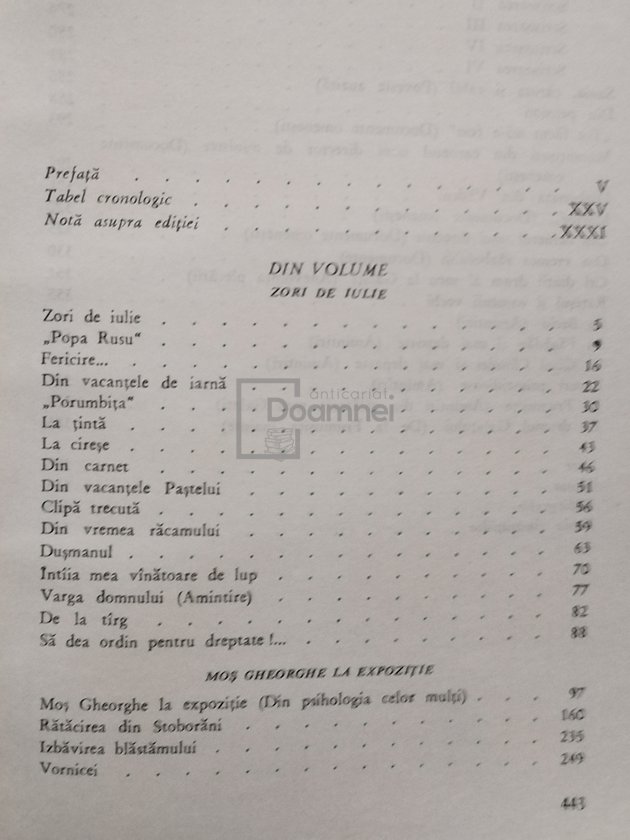 Prefață . . . . . . . . . . . . . V
Tabel cronologic . . . . . . . . . . . XXV
Notă asupra ediției . . . . . . . . . . XXXI
DIN VOLUME
ZORI DE IULIE
Zori de iulie . . . . . . . . . . . . 5
„Popa Rusu“ . . . . . . . . . . . . 9
Fericire... . . . . . . . . . . . . . 16
Din vacanțele de iarnă . . . . . . . . . 22
anticariat
Doamnei
„Porumbița“ . . . . . . . . . . . . 30
La țintă . . . . . . . . . . . . . 37
La cireșe . . . . . . . . . . . . . 43
Din carnet . . . . . . . . . . . . 46
Din vacanțele Paștelui . . . . . . . . . 51
Clipă trecută . . . . . . . . . . . . 56
Din vremea răcamului . . . . . . . . . . 59
Dușmanul . . . . . . . . . . . . . 63
Întîia mea vînătoare de lup . . . . . . . . 70
Varga domnului (Amintire) . . . . . . . . . 77
De la tîrg . . . . . . . . . . . . 82
Să dea ordin pentru dreptate!... . . . . . . . 88
MOȘ GHEORGHE LA EXPOZIȚIE
Moș Gheorghe la expoziție (Din psihologia celor mulți) . . . 97
Rătăcirea din Stoborăni . . . . . . . . . . 160
Izbăvirea blăstămului . . . . . . . . . . 235
Vornicei . . . . . . . . . . . . . 249
443